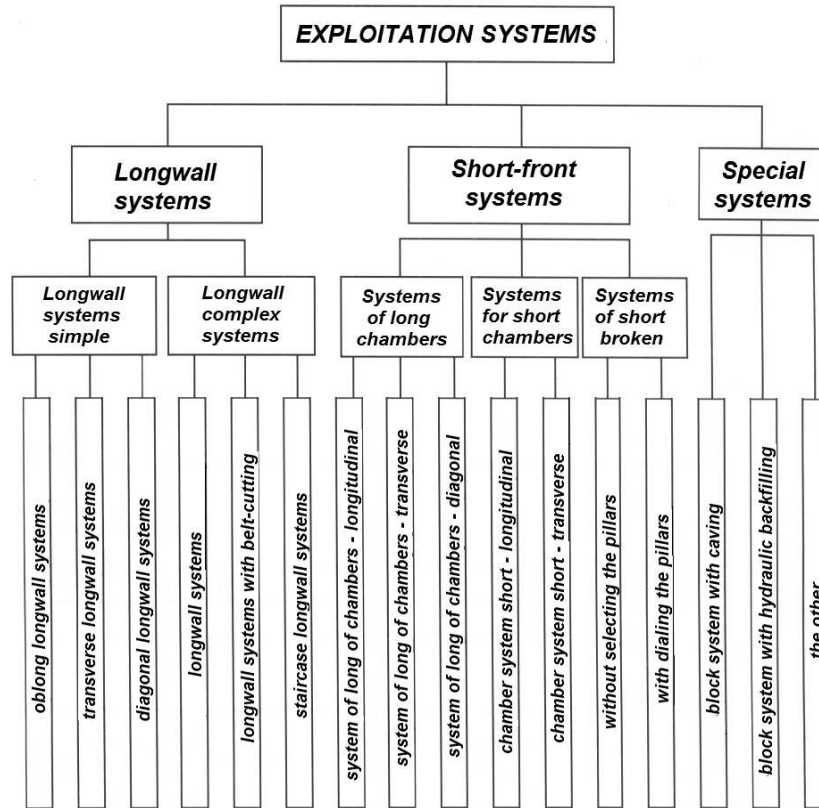 EXPLOITATION SYSTEMS
Longwall
systems
Short-front
systems
Special
systems
Longwall
systems
simple
Longwall
complex
systems
Systems
of long
chambers
Systems
for short
chambers
Systems
of short
broken
oblong longwall systems
transverse longwall systems
diagonal longwall systems
longwall systems
longwall systems with belt-cutting
staircase longwall systems
system of long of chambers - longitudinal
system of long of chambers - transverse
system of long of chambers - diagonal
chamber system short - longitudinal
chamber system short - transverse
without selecting the pillars
with dialing the pillars
block system with caving
block system with hydraulic backfilling
the other